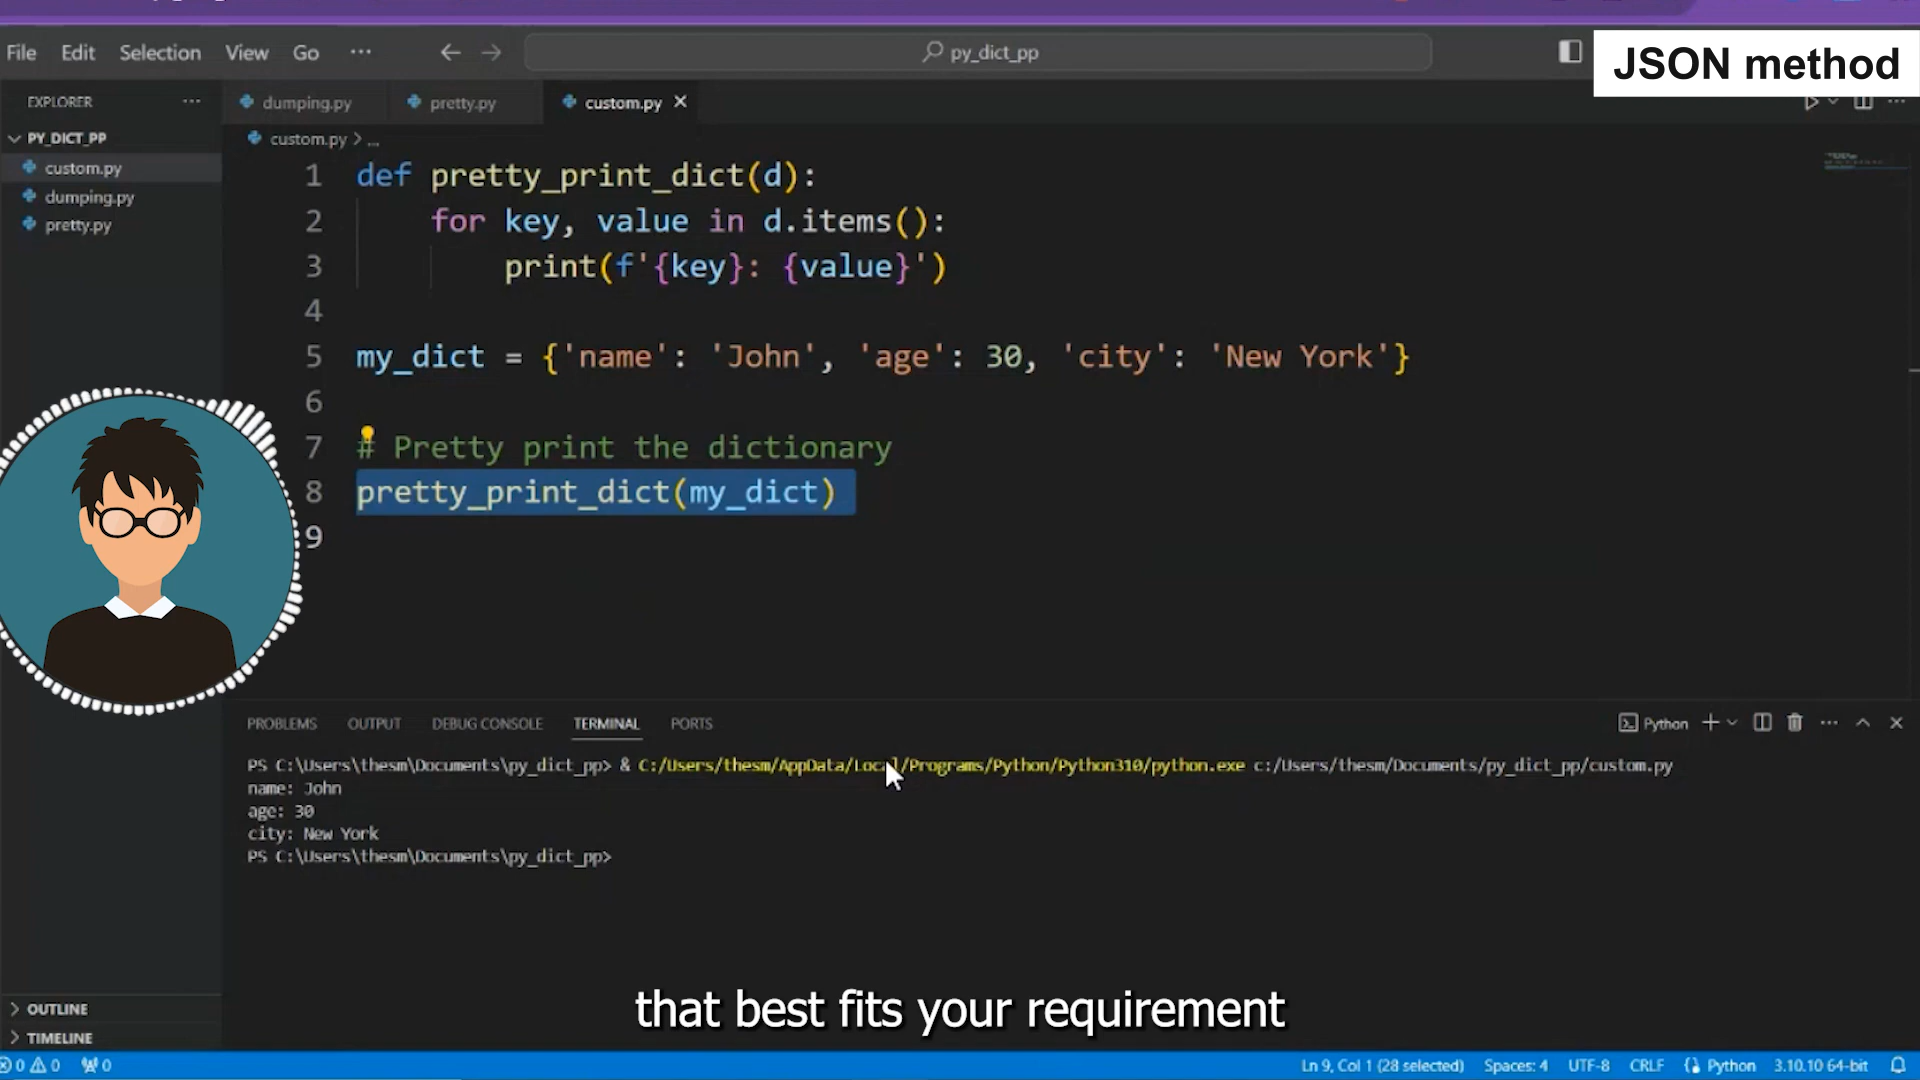 File Edit Selection View Go ...
py_dict_pp
JSON method
EXPLORER ...
dumping.py pretty.py custom.py
PY_DICT_PP
custom.py > ...
custom.py
dumping.py
pretty.py
1 def pretty_print_dict(d):
2 for key, value in d.items():
3 print(f'{key}: {value}')
4
5 my_dict = {'name': 'John', 'age': 30, 'city': 'New York'}
6
7 # Pretty print the dictionary
8 pretty_print_dict(my_dict)
9
PROBLEMS OUTPUT DEBUG CONSOLE TERMINAL PORTS
Python
PS C:\Users\thesm\Documents\py_dict_pp> & C:/Users/thesm/AppData/Local/Programs/Python/Python310/python.exe c:/Users/thesm/Documents/py_dict_pp/custom.py
name: John
age: 30
city: New York
PS C:\Users\thesm\Documents\py_dict_pp>
that best fits your requirement
OUTLINE
TIMELINE
0 0 0 Ln 9, Col 1 (28 selected) Spaces: 4 UTF-8 CRLF Python 3.10.10 64-bit